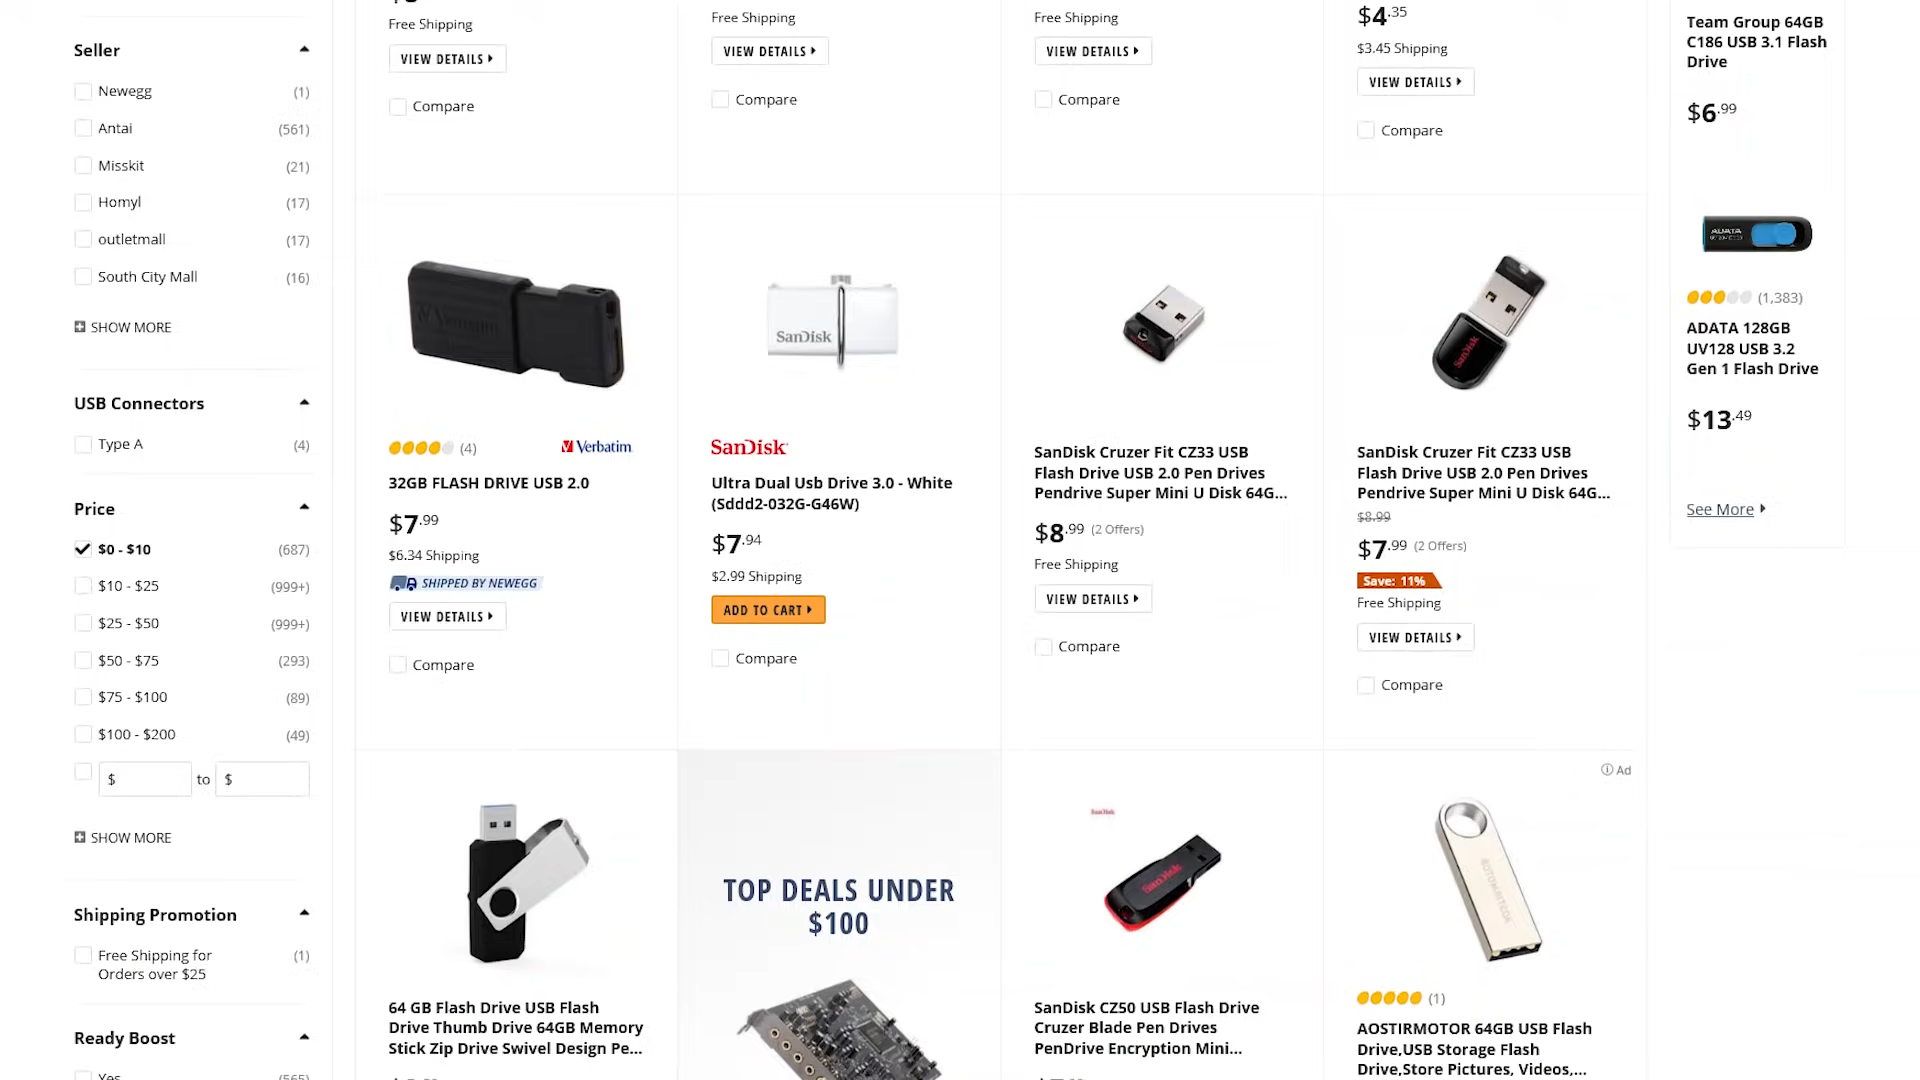 Seller
Newegg (1)
Antai (561)
Misskit (21)
Homyl (17)
outletmall (17)
South City Mall (16)
SHOW MORE
USB Connectors
Type A (4)
Price
$0 - $10 (687)
$10 - $25 (999+)
$25 - $50 (999+)
$50 - $75 (293)
$75 - $100 (89)
$100 - $200 (49)
$ to $
SHOW MORE
Shipping Promotion
Free Shipping for (1)
Orders over $25
Ready Boost
Yes (565)
Free Shipping
VIEW DETAILS
Compare
Free Shipping
VIEW DETAILS
Compare
Free Shipping
VIEW DETAILS
Compare
$4.35
$3.45 Shipping
VIEW DETAILS
Compare
(4) Verbatim
32GB FLASH DRIVE USB 2.0
$7.99
$6.34 Shipping
SHIPPED BY NEWEGG
VIEW DETAILS
Compare
SanDisk
SanDisk
Ultra Dual Usb Drive 3.0 - White
(Sddd2-032G-G46W)
$7.94
$2.99 Shipping
ADD TO CART
Compare
SanDisk Cruzer Fit CZ33 USB
Flash Drive USB 2.0 Pen Drives
Pendrive Super Mini U Disk 64G...
$8.99 (2 Offers)
Free Shipping
VIEW DETAILS
Compare
SanDisk
SanDisk Cruzer Fit CZ33 USB
Flash Drive USB 2.0 Pen Drives
Pendrive Super Mini U Disk 64G...
$8.99
$7.99 (2 Offers)
Save: 11%
Free Shipping
VIEW DETAILS
Compare
64 GB Flash Drive USB Flash
Drive Thumb Drive 64GB Memory
Stick Zip Drive Swivel Design Pe...
TOP DEALS UNDER
$100
SanDisk
SanDisk
SanDisk CZ50 USB Flash Drive
Cruzer Blade Pen Drives
PenDrive Encryption Mini...
Ad
(1)
AOSTIRMOTOR 64GB USB Flash
Drive,USB Storage Flash
Drive,Store Pictures, Videos,...
Team Group 64GB
C186 USB 3.1 Flash
Drive
$6.99
ADATA
(1,383)
ADATA 128GB
UV128 USB 3.2
Gen 1 Flash Drive
$13.49
See More